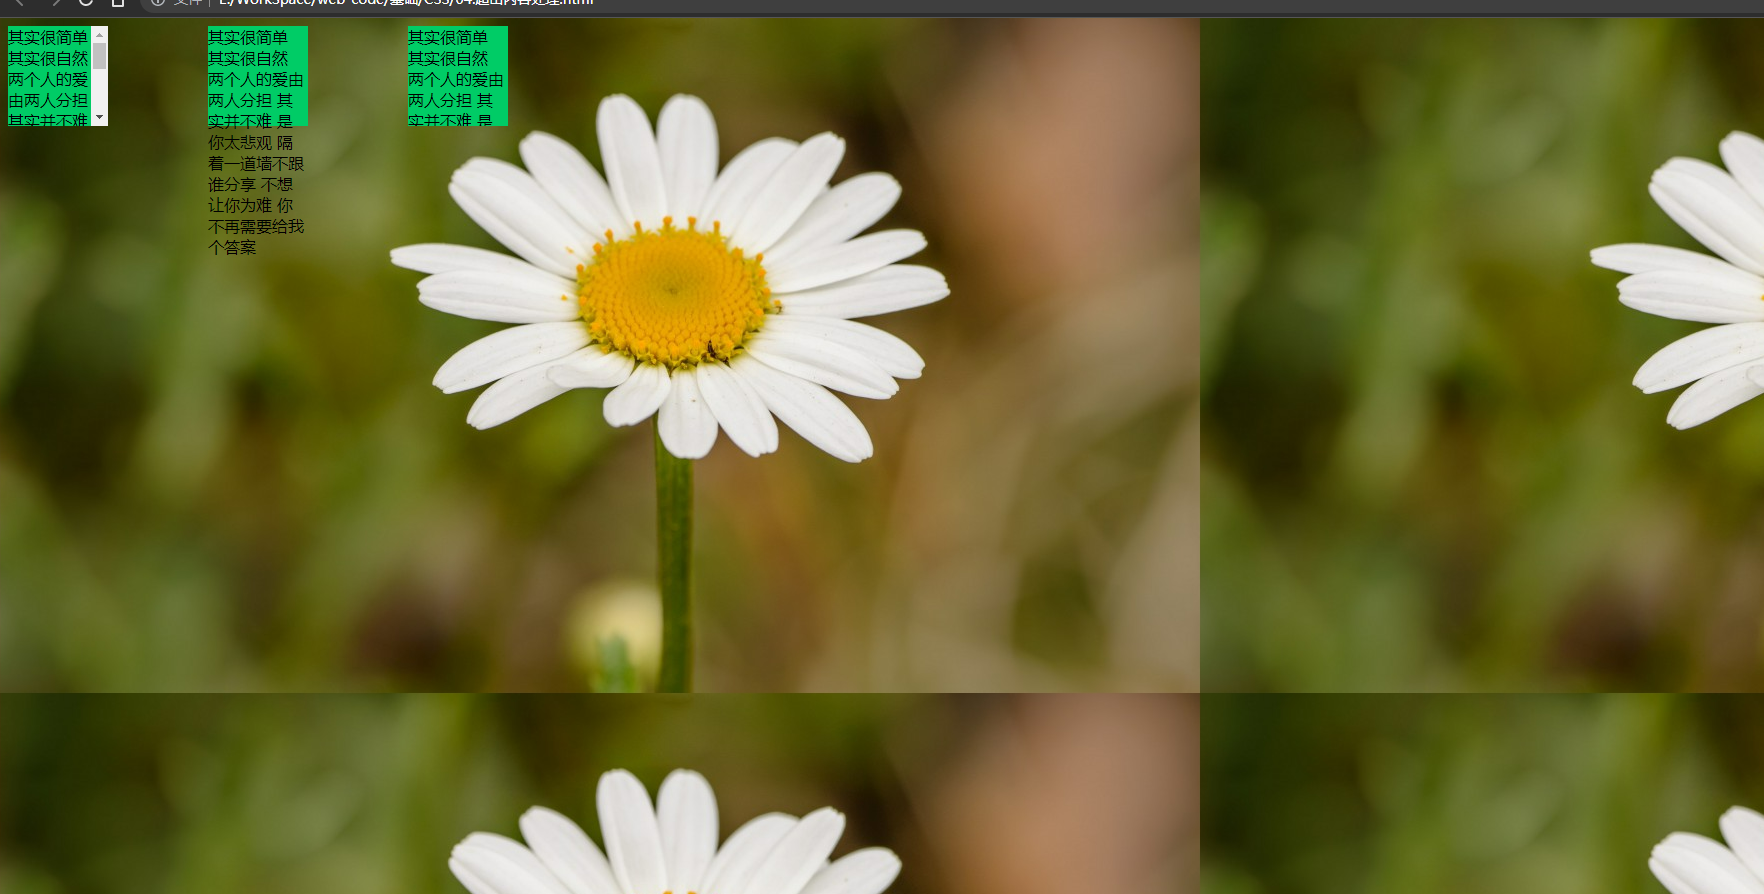 文件 E:/WorkSpace/web-code/基础/Css/04.超出内容处理.html
其实很简单
其实很自然
两个人的爱
由两人分担
其实并不难
其实很简单
其实很自然
两个人的爱由
两人分担 其
实并不难 是
你太悲观 隔
着一道墙不跟
谁分享 不想
让你为难 你
不再需要给我
个答案
其实很简单
其实很自然
两个人的爱由
两人分担 其
实并不难 是